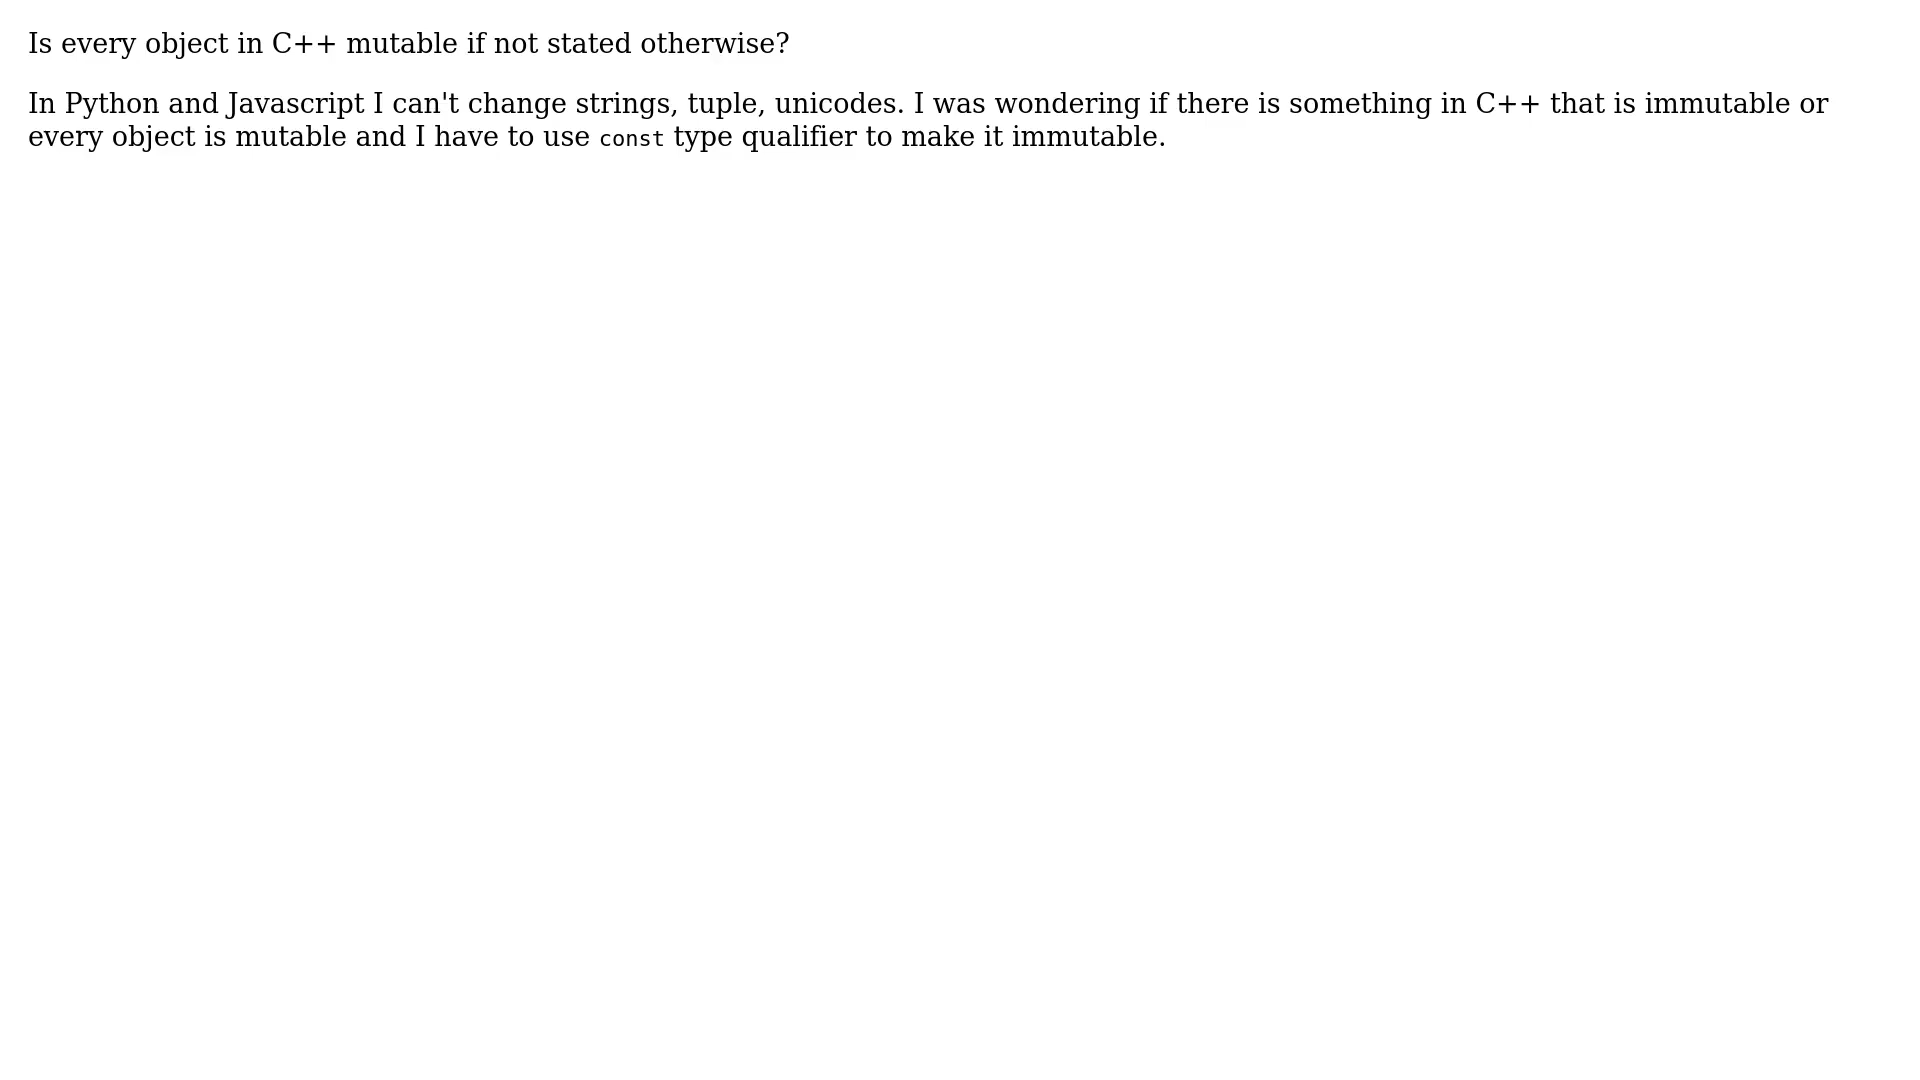 Is every object in C++ mutable if not stated otherwise?
In Python and Javascript I can't change strings, tuple, unicodes. I was wondering if there is something in C++ that is immutable or
every object is mutable and I have to use const type qualifier to make it immutable.